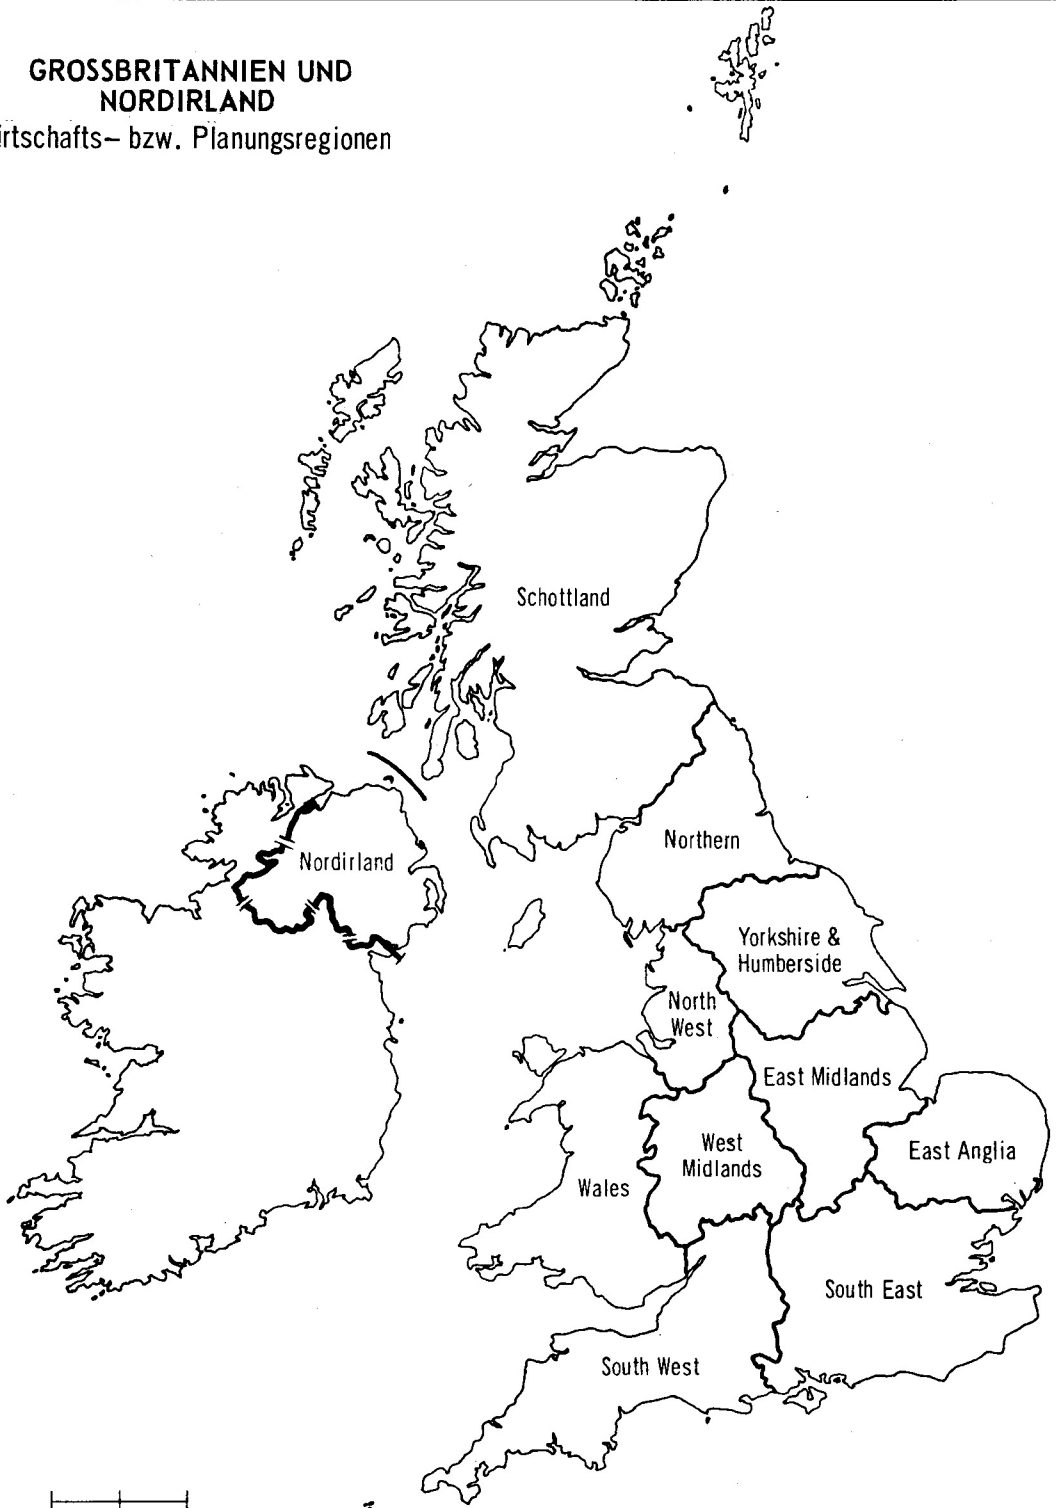 GROSSBRITANNIEN UND
NORDIRLAND
irtschafts– bzw. Planungsregionen
Schottland
Northern
Nordirland
Yorkshire &
Humberside
North
West
East Midlands
West
Midlands
East Anglia
Wales
South East
South West